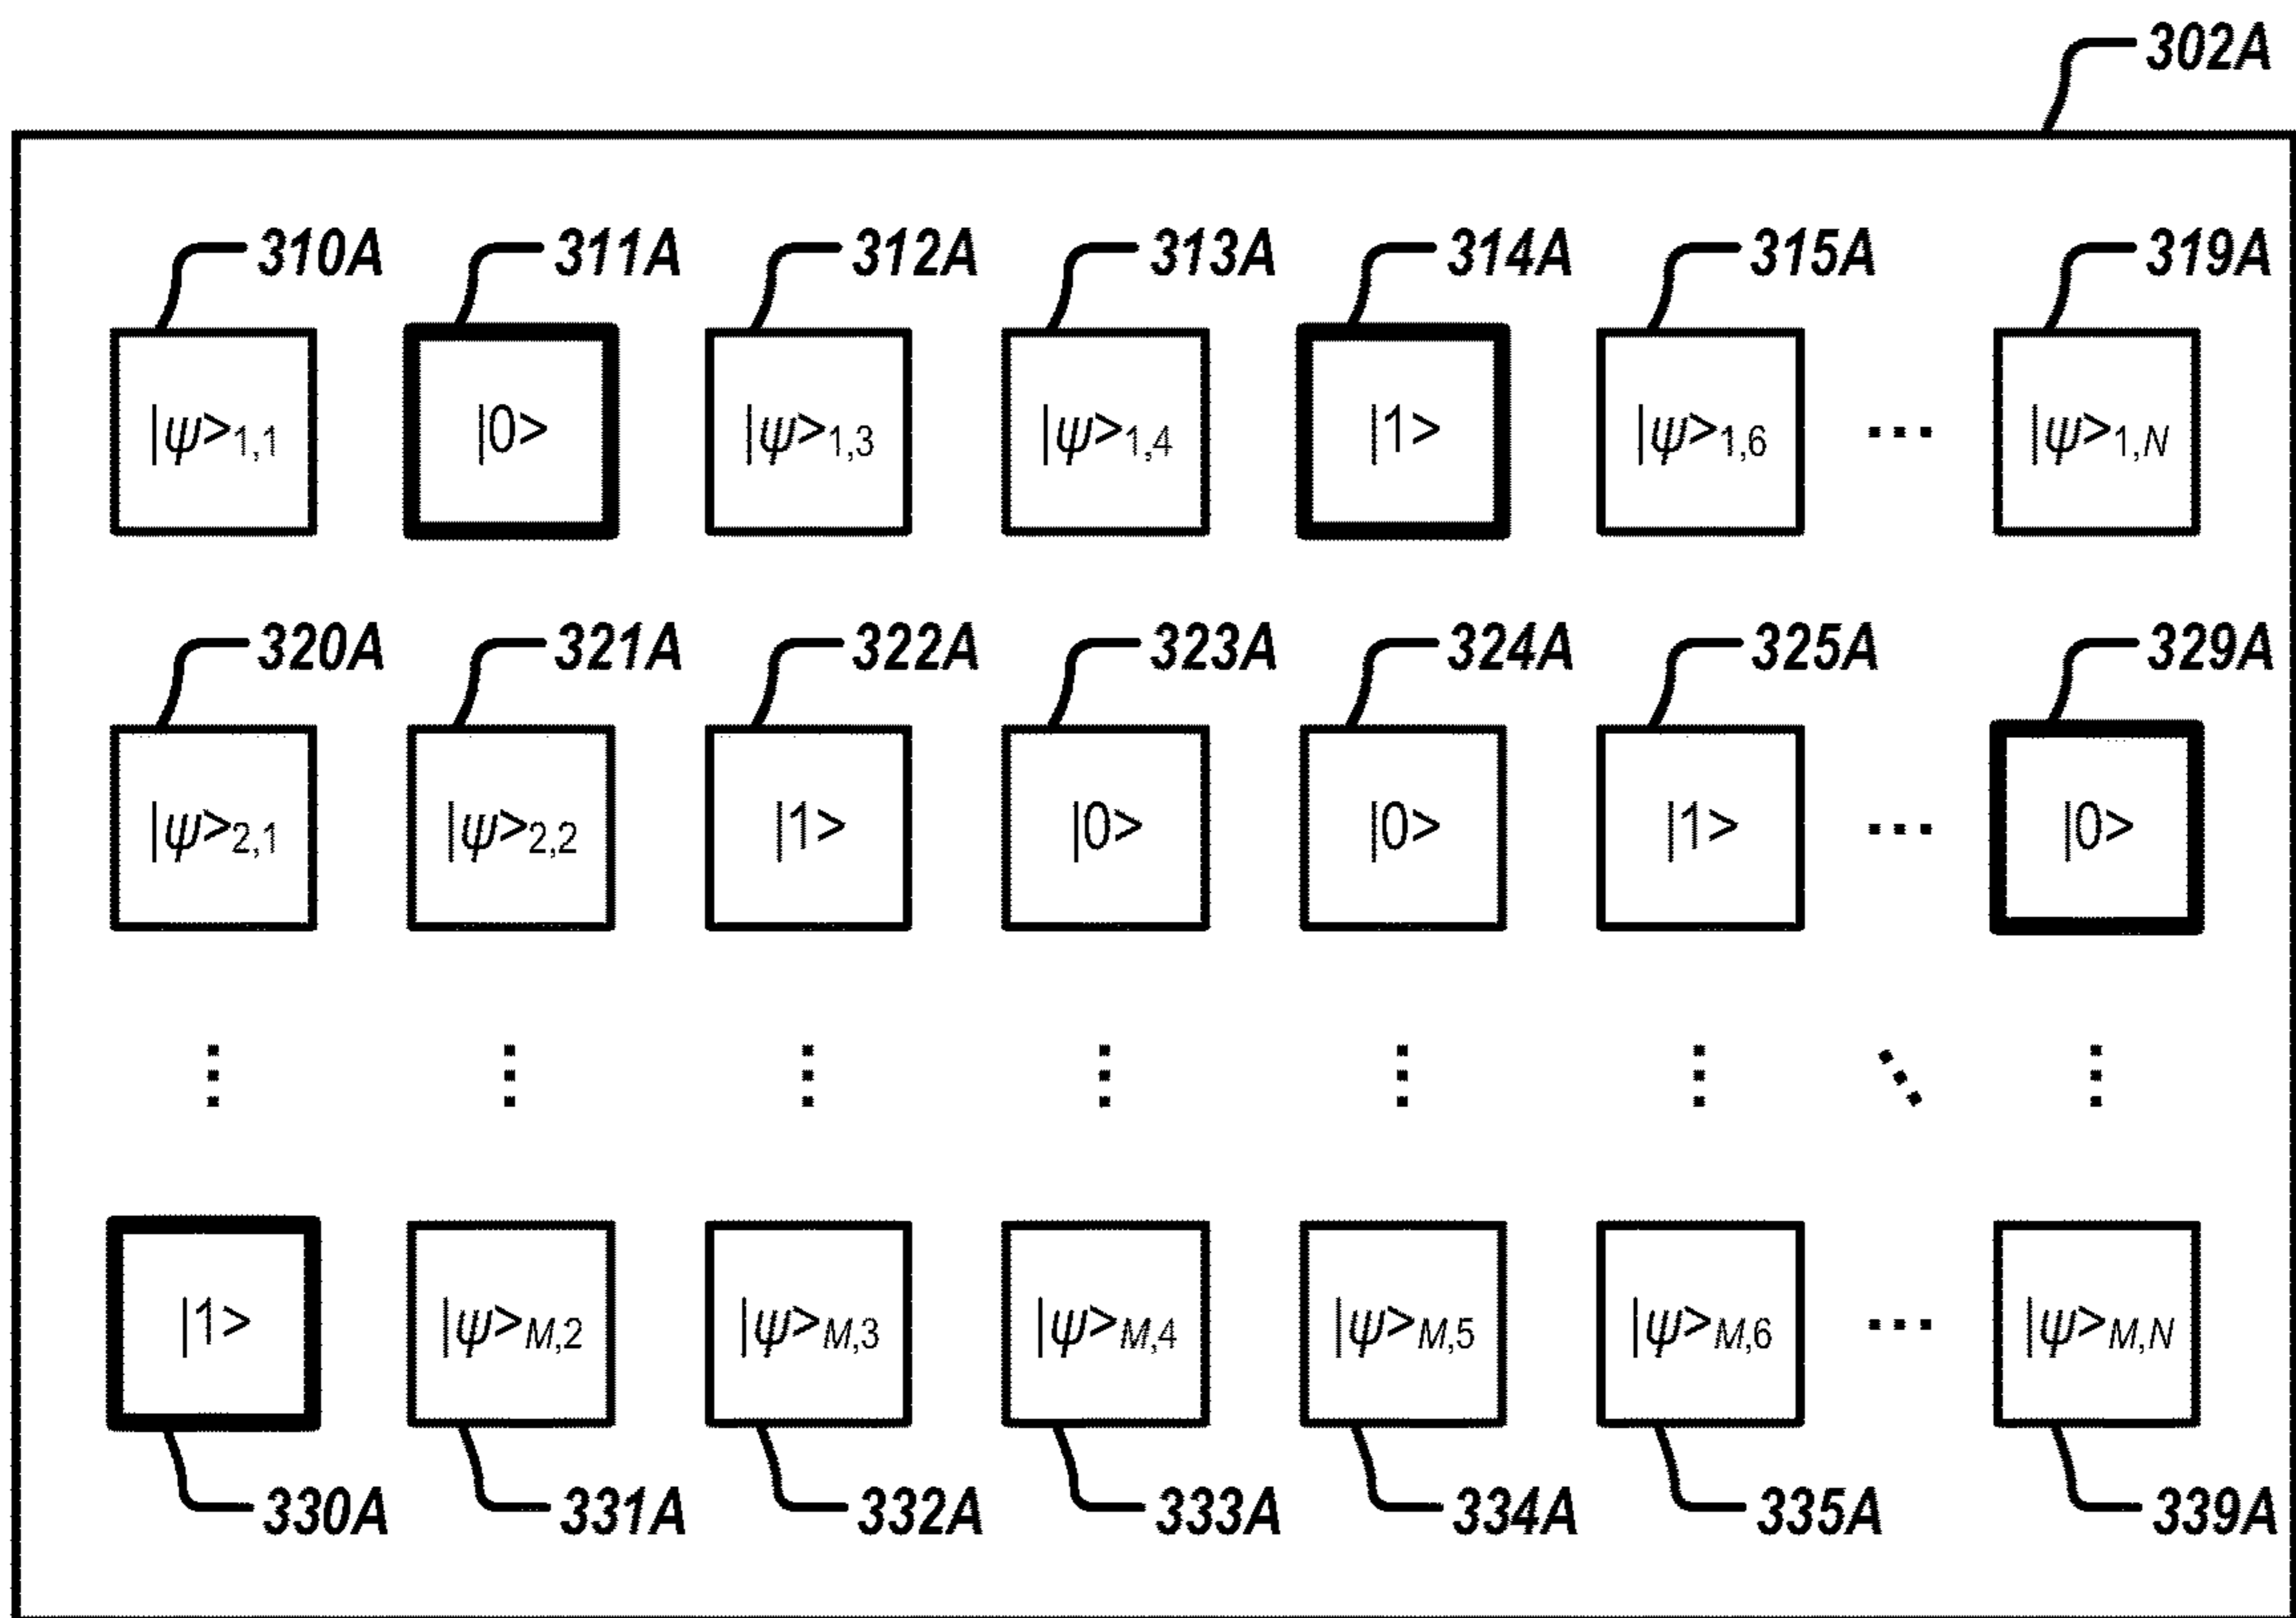 302A
310A 311A 312A 313A 314A 315A 319A
|ψ>1,1 |0> |ψ>1,3 |ψ>1,4 |1> |ψ>1,6 ... |ψ>1,N
320A 321A 322A 323A 324A 325A 329A
|ψ>2,1 |ψ>2,2 |1> |0> |0> |1> ... |0>
|1> |ψ>M,2 |ψ>M,3 |ψ>M,4 |ψ>M,5 |ψ>M,6 ... |ψ>M,N
330A 331A 332A 333A 334A 335A 339A